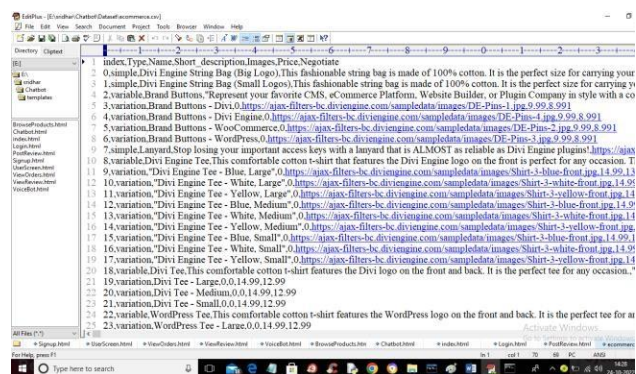 EditPlus - [E:\sridhar\Chatbot\Dataset\ecommerce.csv]
File Edit View Search Document Project Tools Browser Window Help
Directory Cliptext
[E:]
E:\
sridhar
Chatbot
templates
BrowseProducts.html
Chatbot.html
index.html
Login.html
PostReview.html
Signup.html
UserScreen.html
ViewOrders.html
ViewReview.html
VoiceBot.html
All Files (*.*)
1 index,Type,Name,Short_description,Images,Price,Negotiate
2 0,simple,Divi Engine String Bag (Big Logo),This fashionable string bag is made of 100% cotton. It is the perfect size for carrying your
3 1,simple,Divi Engine String Bag (Small Logos),This fashionable string bag is made of 100% cotton. It is the perfect size for carrying yo
4 2,variable,Brand Buttons,"Represent your favorite CMS, eCommerce Platform, Website Builder, or Plugin Company in style with a co
5 3,variation,Brand Buttons - Divi,0,https://ajax-filters-bc.diviengine.com/sampledata/images/DE-Pins-1.jpg,9.99,8.991
6 4,variation,Brand Buttons - Divi Engine,0,https://ajax-filters-bc.diviengine.com/sampledata/images/DE-Pins-4.jpg,9.99,8.991
7 5,variation,Brand Buttons - WooCommerce,0,https://ajax-filters-bc.diviengine.com/sampledata/images/DE-Pins-2.jpg,9.99,8.991
8 6,variation,Brand Buttons - WordPress,0,https://ajax-filters-bc.diviengine.com/sampledata/images/DE-Pins-3.jpg,9.99,8.991
9 7,simple,Lanyard,Stop losing your important access keys with a lanyard that is ALMOST as reliable as Divi Engine plugins!,https://ajax
10 8,variable,Divi Engine Tee,This comfortable cotton t-shirt that features the Divi Engine logo on the front is perfect for any occasion. T
11 9,variation,"Divi Engine Tee - Blue, Large",0,https://ajax-filters-bc.diviengine.com/sampledata/images/Shirt-3-blue-front.jpg,14.99,13
12 10,variation,"Divi Engine Tee - White, Large",0,https://ajax-filters-bc.diviengine.com/sampledata/images/Shirt-3-white-front.jpg,14.99
13 11,variation,"Divi Engine Tee - Yellow, Large",0,https://ajax-filters-bc.diviengine.com/sampledata/images/Shirt-3-yellow-front.jpg,14
14 12,variation,"Divi Engine Tee - Blue, Medium",0,https://ajax-filters-bc.diviengine.com/sampledata/images/Shirt-3-blue-front.jpg,14.9
15 13,variation,"Divi Engine Tee - White, Medium",0,https://ajax-filters-bc.diviengine.com/sampledata/images/Shirt-3-white-front.jpg,14
16 14,variation,"Divi Engine Tee - Yellow, Medium",0,https://ajax-filters-bc.diviengine.com/sampledata/images/Shirt-3-yellow-front.jp
17 15,variation,"Divi Engine Tee - Blue, Small",0,https://ajax-filters-bc.diviengine.com/sampledata/images/Shirt-3-blue-front.jpg,14.99,1
18 16,variation,"Divi Engine Tee - White, Small",0,https://ajax-filters-bc.diviengine.com/sampledata/images/Shirt-3-white-front.jpg,14.9
19 17,variation,"Divi Engine Tee - Yellow, Small",0,https://ajax-filters-bc.diviengine.com/sampledata/images/Shirt-3-yellow-front.jpg,14
20 18,variable,Divi Tee,This comfortable cotton t-shirt features the Divi logo on the front and back. It is the perfect tee for any occasion.,"
21 19,variation,Divi Tee - Large,0,0,14.99,12.99
22 20,variation,Divi Tee - Medium,0,0,14.99,12.99
23 21,variation,Divi Tee - Small,0,0,14.99,12.99
24 22,variable,WordPress Tee,This comfortable cotton t-shirt features the WordPress logo on the front and back. It is the perfect tee for an
25 23,variation,WordPress Tee - Large,0,0,14.99,12.99
Activate Windows
Signup.html UserScreen.html ViewOrders.html ViewReview.html VoiceBot.html BrowseProducts.htm Chatbot.html index.html Login.html PostReview.html ecommerc
For Help, press F1 ln 1 col 1 70 69 PC ANSI
Type here to search
14:28